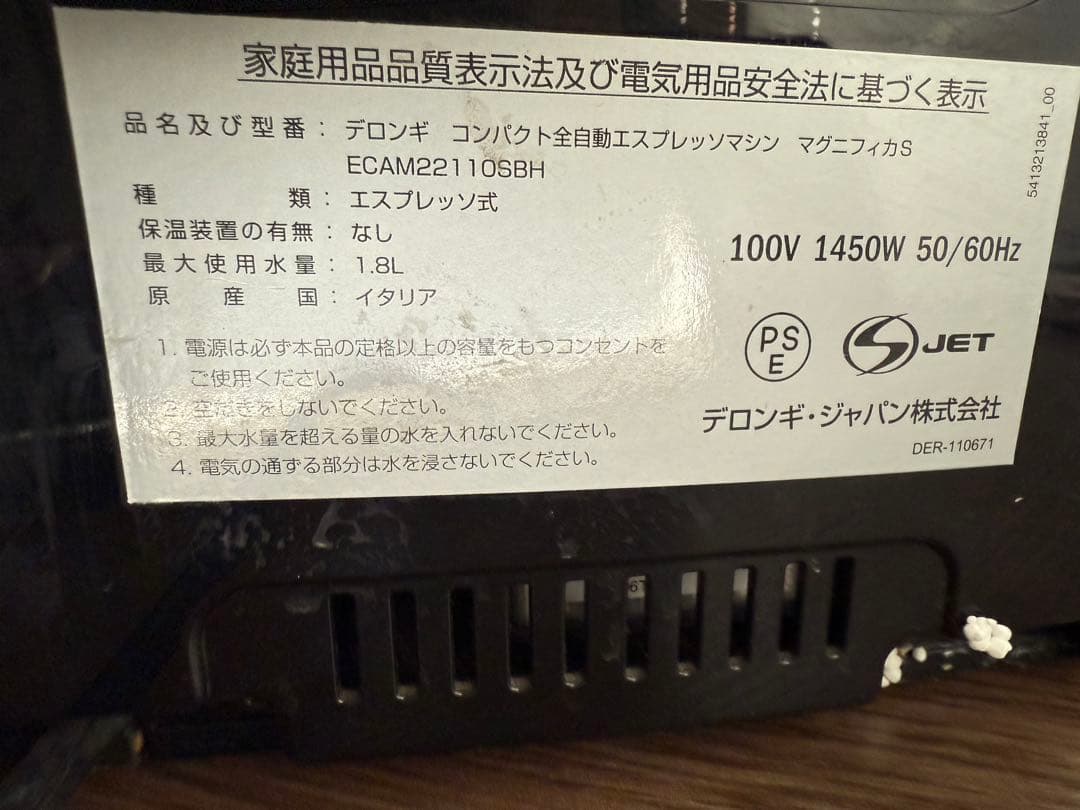 家庭用品品質表示法及び電気用品安全法に基づく表示
品名及び型番：デロンギ コンパクト全自動エスプレッソマシン マグニフィカS
ECAM22110SBH
種類：エスプレッソ式
保温装置の有無：なし
最大使用水量：1.8L
原産国：イタリア
100V 1450W 50/60Hz
1. 電源は必ず本品の定格以上の容量をもつコンセントを
ご使用ください。
2. 空だきをしないでください。
3. 最大水量を超える量の水を入れないでください。
4. 電気の通ずる部分は水を浸さないでください。
PS
E
S JET
デロンギ・ジャパン株式会社
DER-110671
5413213841_00